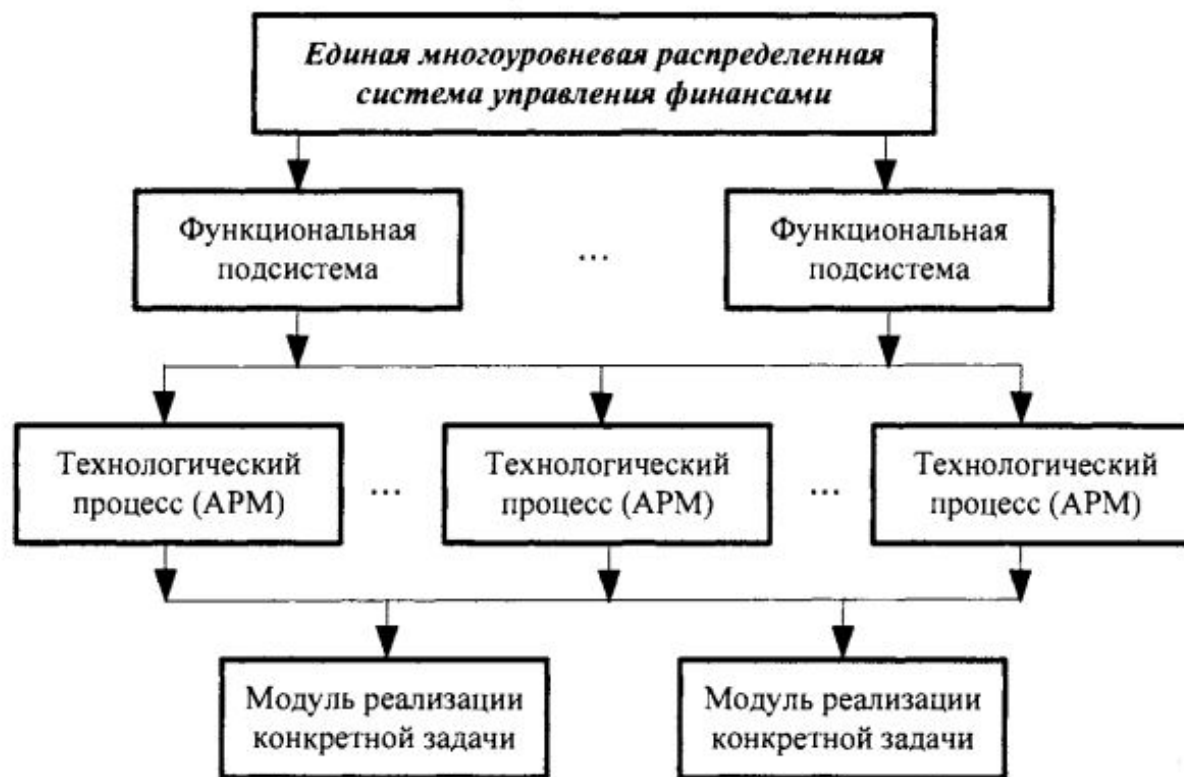 Единая многоуровневая распределенная
система управления финансами
Функциональная
подсистема
...
Функциональная
подсистема
Технологический
процесс (АРМ)
...
Технологический
процесс (АРМ)
...
Технологический
процесс (АРМ)
Модуль реализации
конкретной задачи
Модуль реализации
конкретной задачи